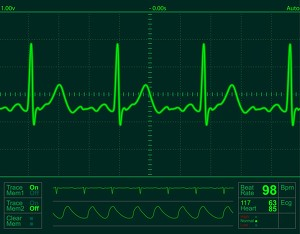 1.00v -0.00s Auto
Trace On
Mem1 Off
Trace On
Mem2 Off
Clear
Mem
Beat
Rate 98 Bpm
117 63 Ecg
Heart 85
Normal